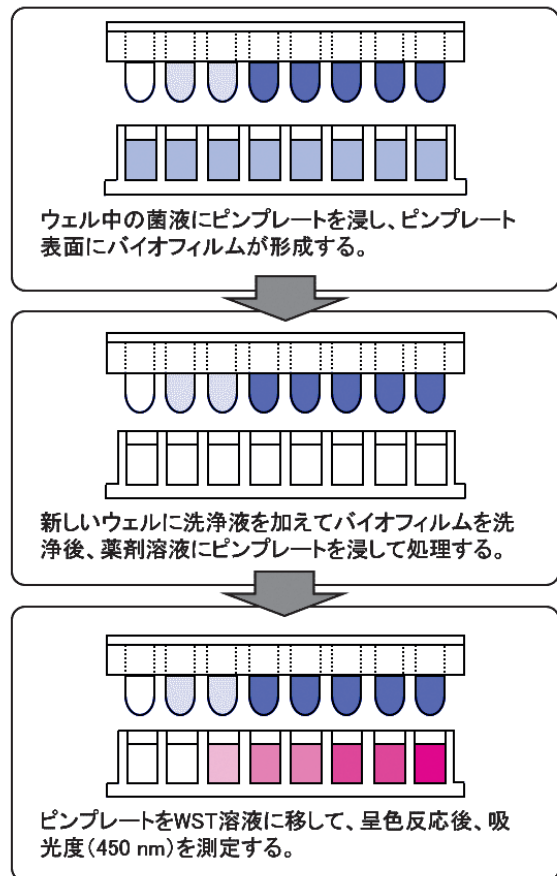 ウェル中の菌液にピンプレートを浸し、ピンプレート
表面にバイオフィルムが形成する。
新しいウェルに洗浄液を加えてバイオフィルムを洗
浄後、薬剤溶液にピンプレートを浸して処理する。
ピンプレートをWST溶液に移して、呈色反応後、吸
光度(450 nm)を測定する。